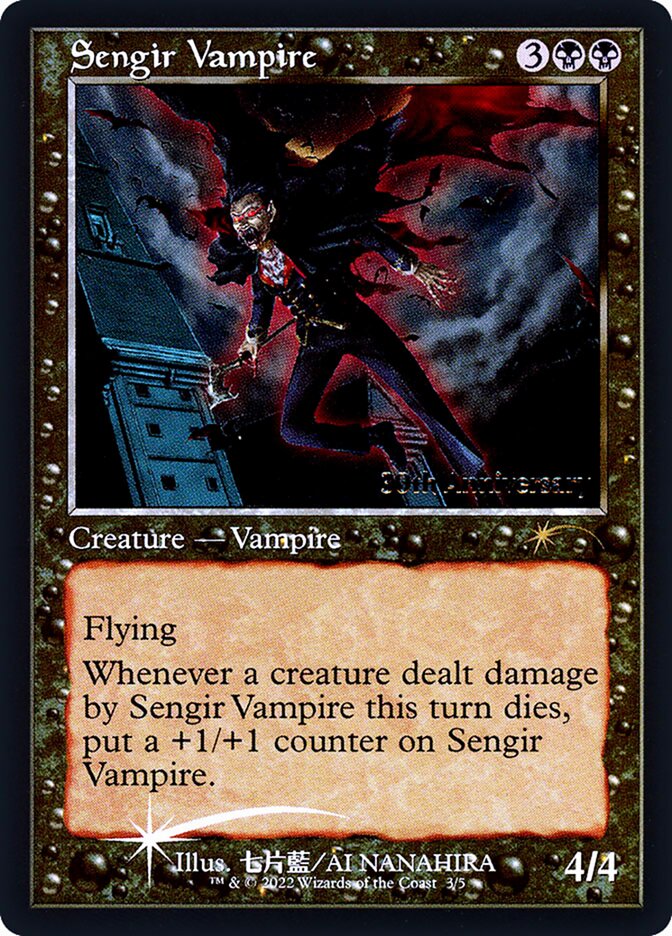 Sengir Vampire 3
30th Anniversary
Creature — Vampire
Flying
Whenever a creature dealt damage
by Sengir Vampire this turn dies,
put a +1/+1 counter on Sengir
Vampire.
Illus. 七片藍/AI NANAHIRA
4/4
™ & © 2022 Wizards of the Coast 3/5